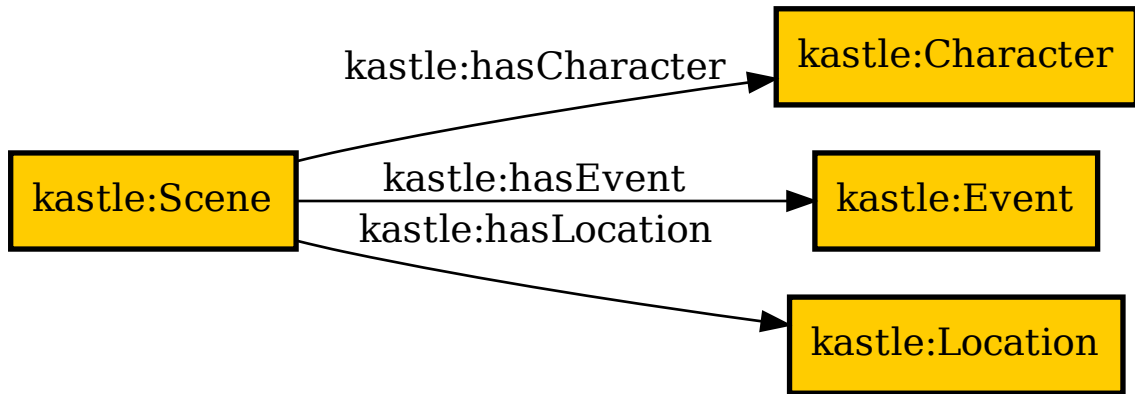 kastle:hasCharacter
kastle:Character
kastle:Scene
kastle:hasEvent
kastle:Event
kastle:hasLocation
kastle:Location